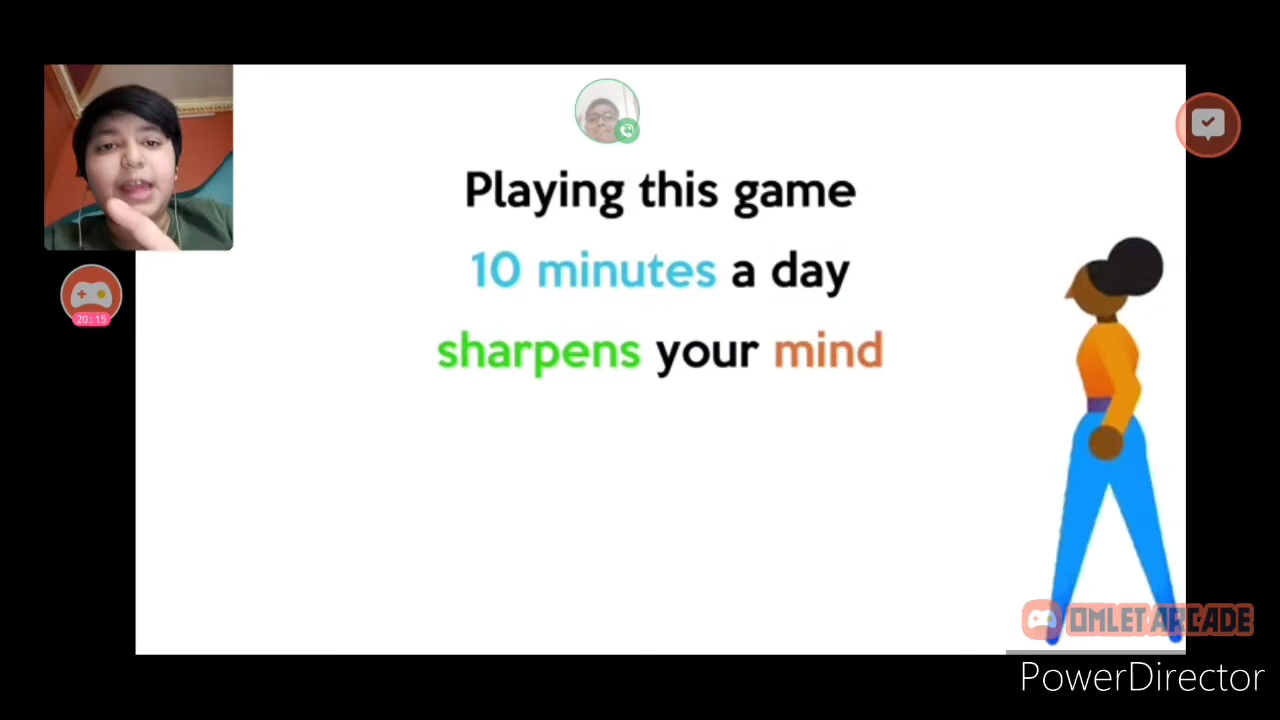 Playing this game
10 minutes a day
sharpens your mind
20:15
OMLET ARCADE
PowerDirector